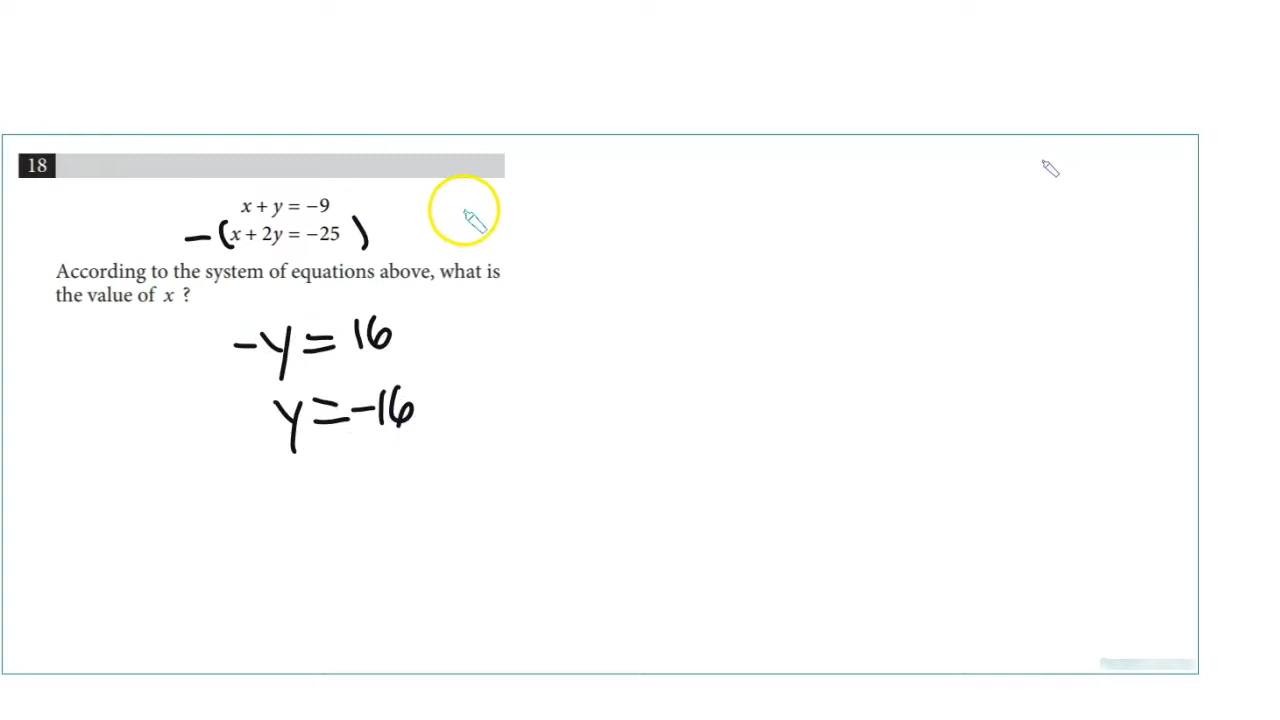 18
x + y = −9
−(x + 2y = −25)
According to the system of equations above, what is
the value of x ?
-y = 16
y = -16